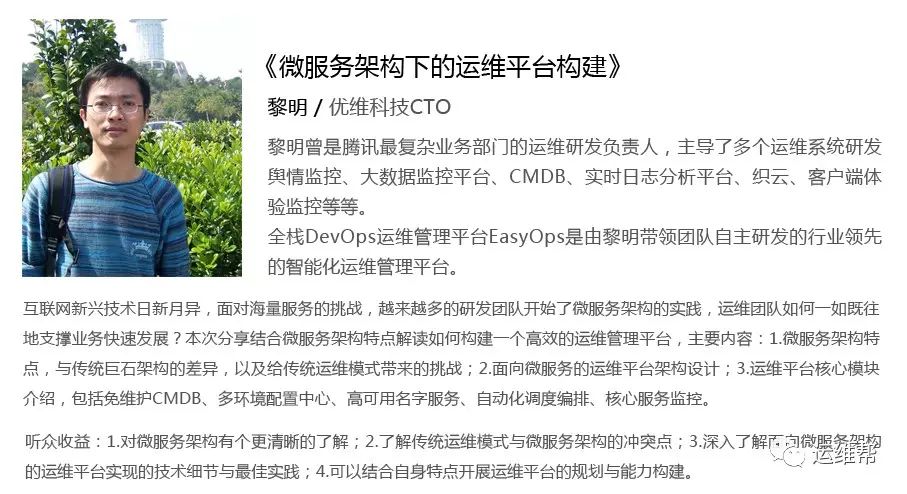 《微服务架构下的运维平台构建》
黎明 / 优维科技CTO
黎明曾是腾讯最复杂业务部门的运维研发负责人，主导了多个运维系统研发
舆情监控、大数据监控平台、CMDB、实时日志分析平台、织云、客户端体
验监控等等。
全栈DevOps运维管理平台EasyOps是由黎明带领团队自主研发的行业领先
的智能化运维管理平台。
互联网新兴技术日新月异，面对海量服务的挑战，越来越多的研发团队开始了微服务架构的实践，运维团队如何一如既往
地支撑业务快速发展？本次分享结合微服务架构特点解读如何构建一个高效的运维管理平台，主要内容：1.微服务架构特
点，与传统巨石架构的差异，以及给传统运维模式带来的挑战；2.面向微服务的运维平台架构设计；3.运维平台核心模块
介绍，包括免维护CMDB、多环境配置中心、高可用名字服务、自动化调度编排、核心服务监控。
听众收益：1.对微服务架构有个更清晰的了解；2.了解传统运维模式与微服务架构的冲突点；3.深入了解面向微服务架构
的运维平台实现的技术细节与最佳实践；4.可以结合自身特点开展运维平台的规划与能力构建。
运维帮